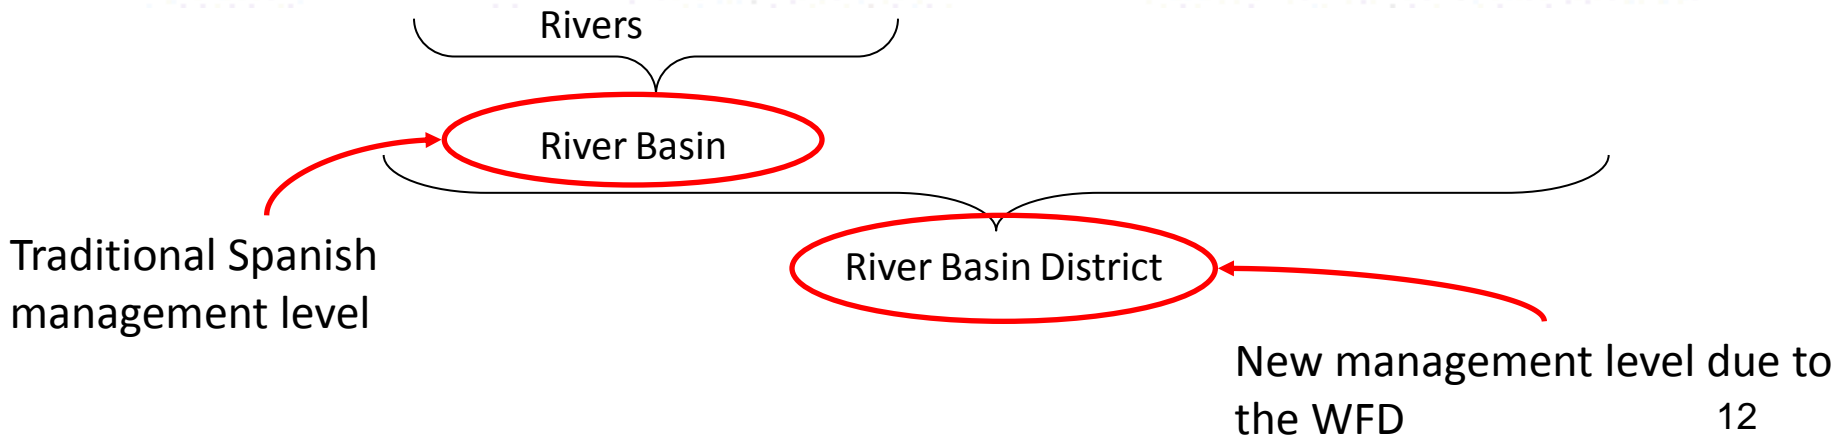 Rivers
River Basin
Traditional Spanish
management level
River Basin District
New management level due to
the WFD
12